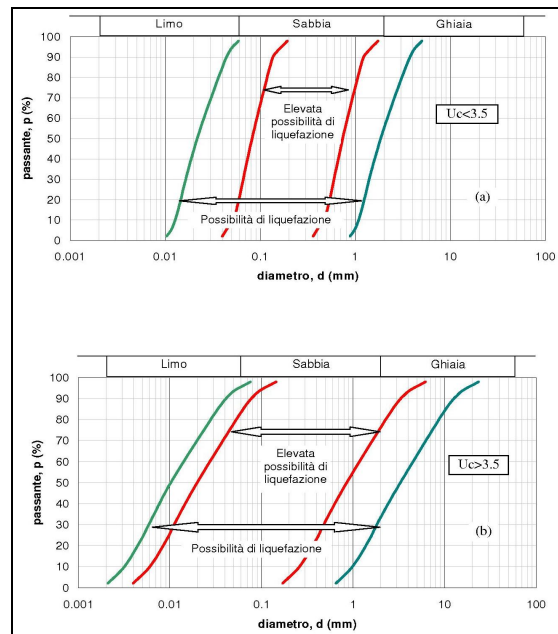 Limo Sabbia Ghiaia
100
90
80
70
60
50
40
30
20
10
0
passante, p (%)
Elevata
possibilità di
liquefazione
Uc<3.5
(a)
Possibilità di liquefazione
0.001 0.01 0.1 1 10 100
diametro, d (mm)
Limo Sabbia Ghiaia
100
90
80
70
60
50
40
30
20
10
0
passante, p (%)
Elevata
possibilità di
liquefazione
Uc>3.5
(b)
Possibilità di liquefazione
0.001 0.01 0.1 1 10 100
diametro, d (mm)